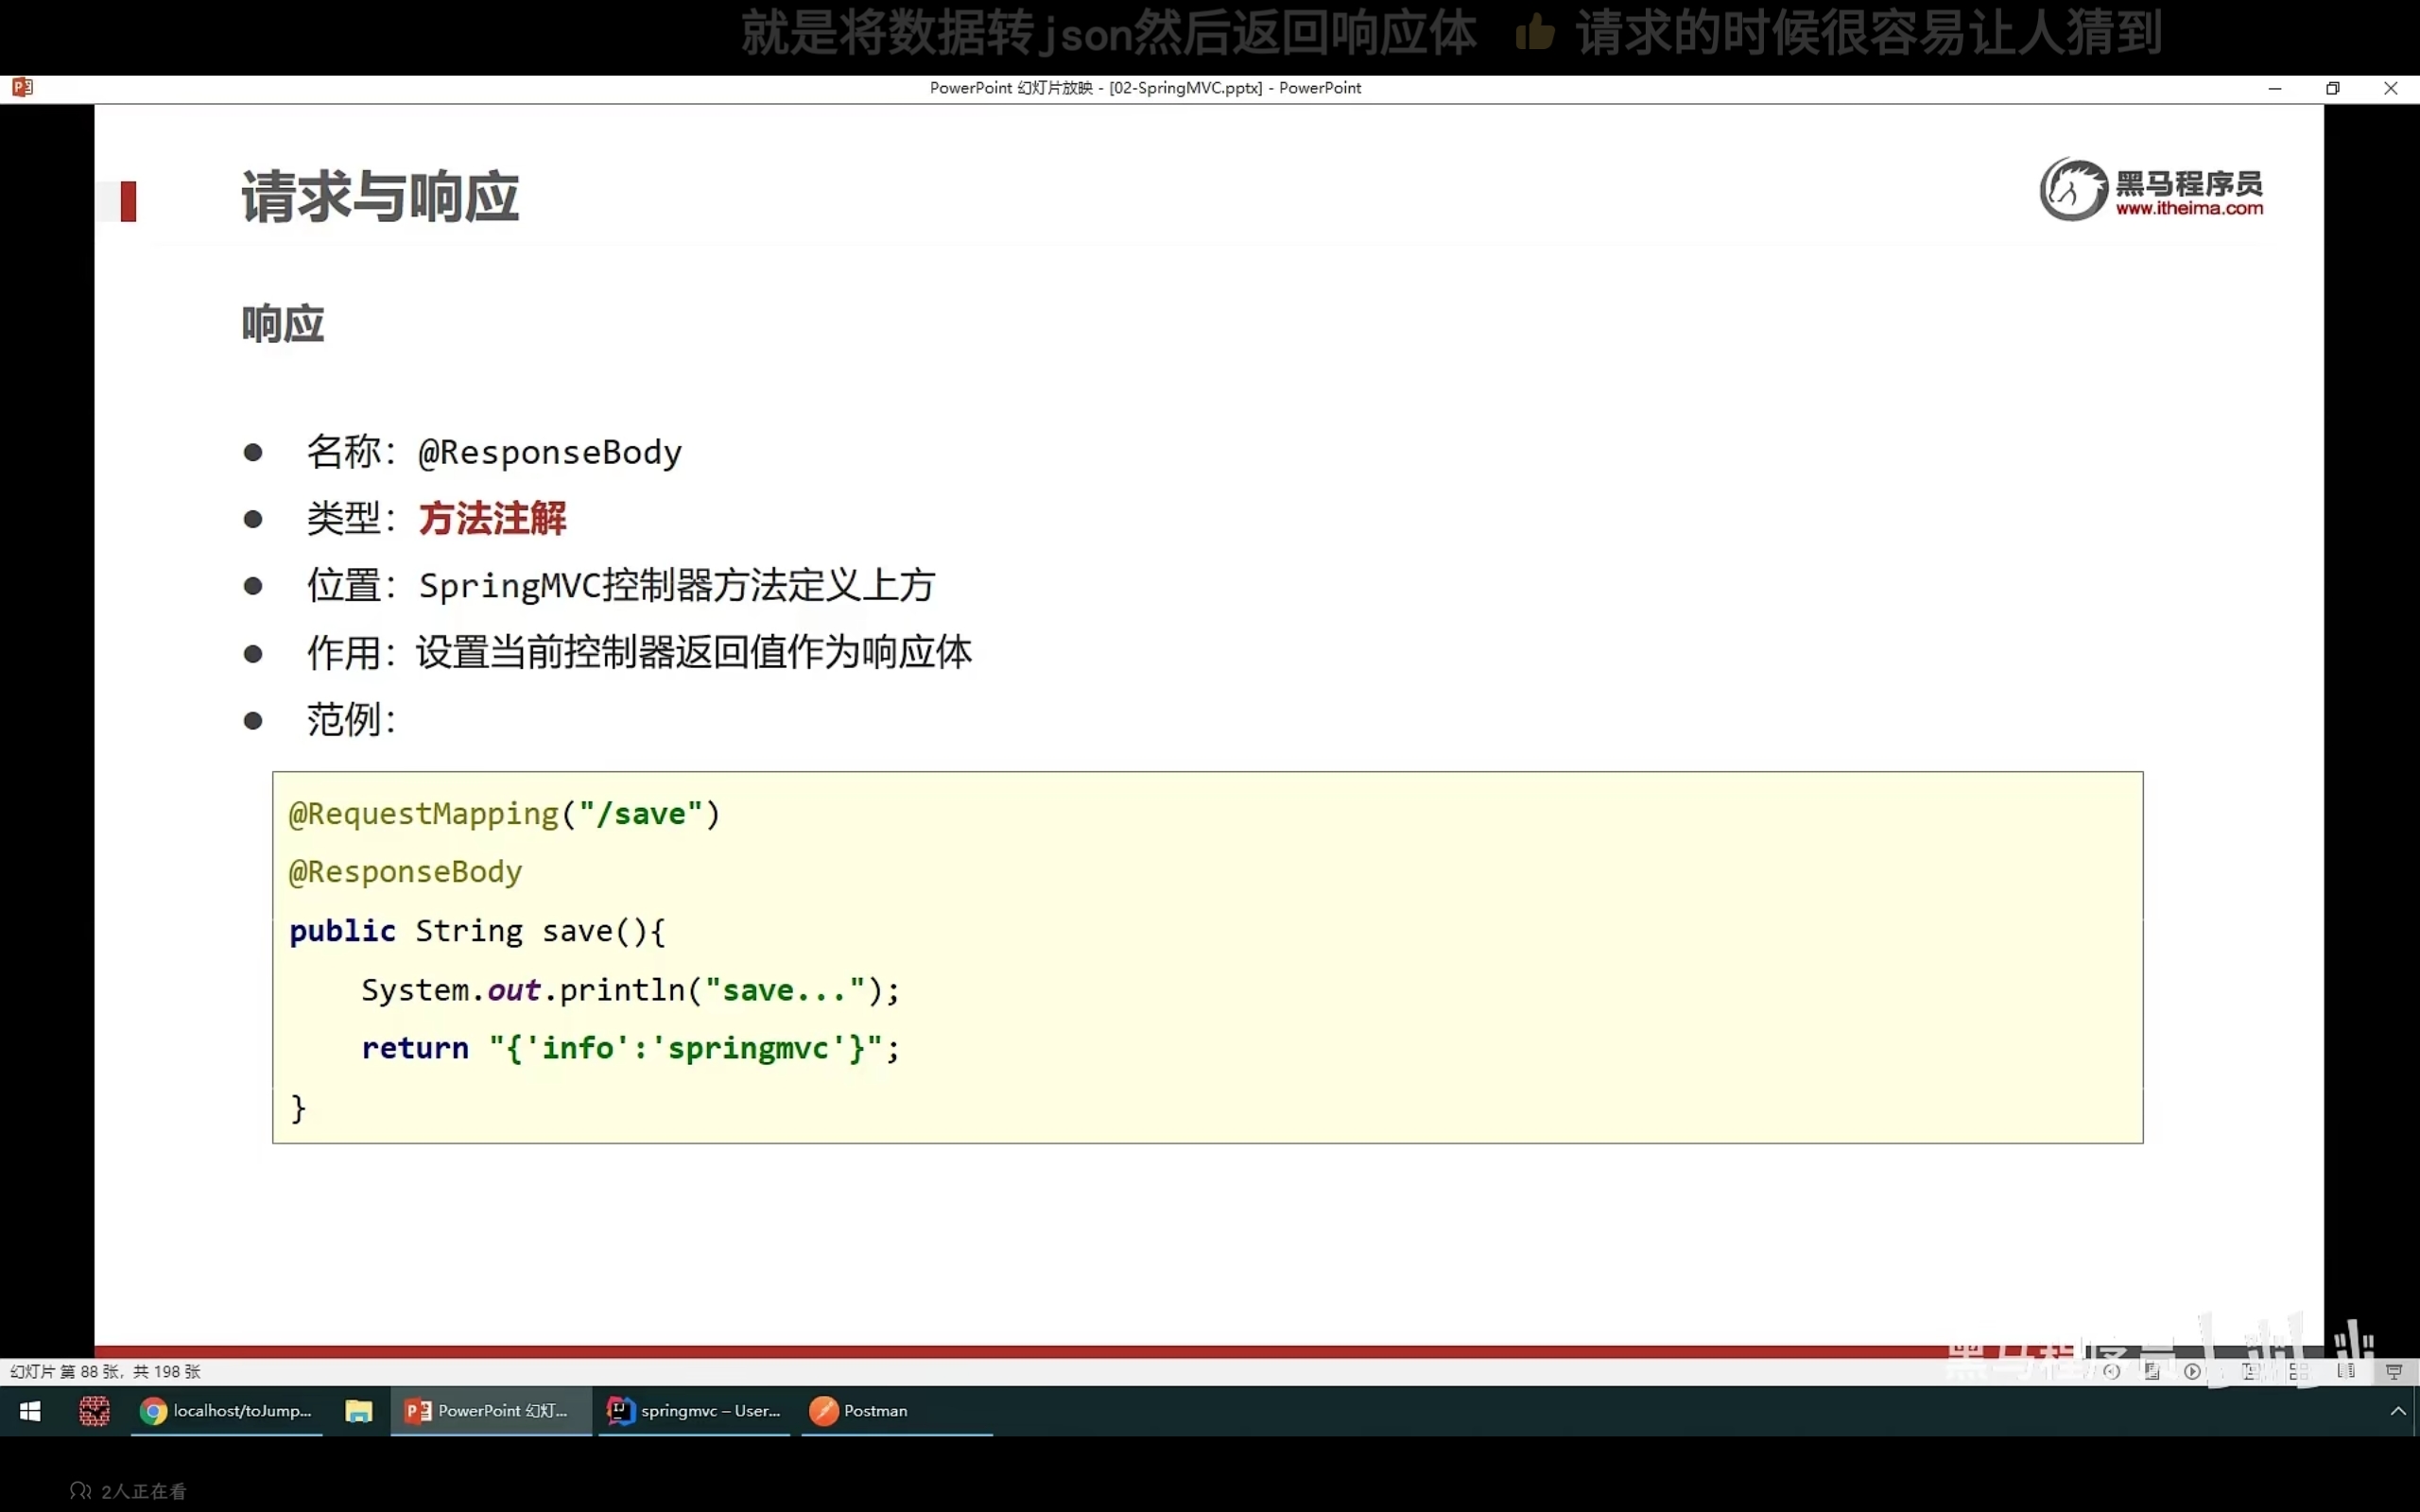 就是将数据转json然后返回响应体 👍 请求的时候很容易让人猜到
PowerPoint 幻灯片放映 - [02-SpringMVC.pptx] - PowerPoint
请求与响应
黑马程序员
www.itheima.com
响应
● 名称：@ResponseBody
● 类型：方法注解
● 位置：SpringMVC控制器方法定义上方
● 作用：设置当前控制器返回值作为响应体
● 范例：
@RequestMapping("/save")
@ResponseBody
public String save(){
    System.out.println("save...");
    return "{'info':'springmvc'}";
}
黑马程序员
幻灯片 第 88 张，共 198 张
localhost/toJump...
PowerPoint 幻灯...
springmvc – User...
Postman
2人正在看